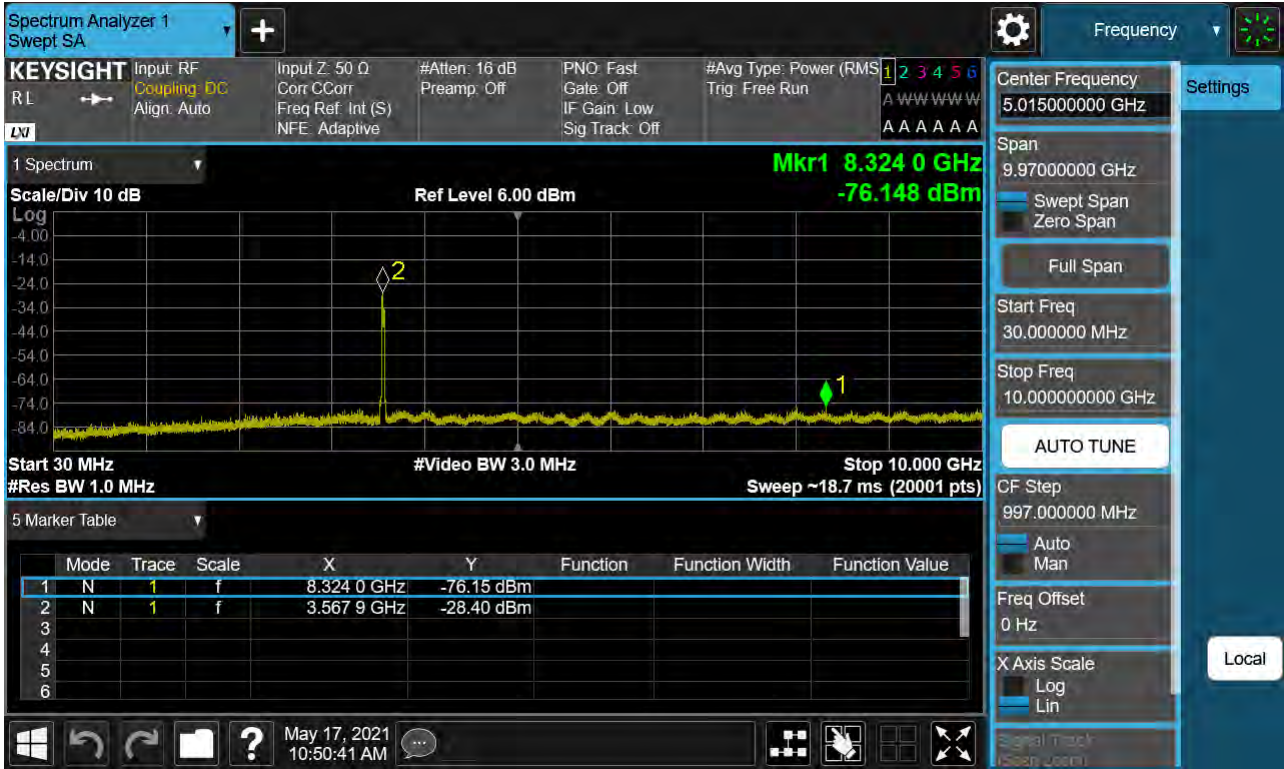 Spectrum Analyzer 1
Swept SA
+
Frequency
KEYSIGHT
RL
LXI
Input: RF
Coupling: DC
Align: Auto
Input Z: 50 Ω
Corr CCorr
Freq Ref: Int (S)
NFE: Adaptive
#Atten: 16 dB
Preamp: Off
PNO: Fast
Gate: Off
IF Gain: Low
Sig Track: Off
#Avg Type: Power (RMS
Trig: Free Run
1 2 3 4 5 6
A W W W W W
A A A A A A
1 Spectrum
Mkr1 8.324 0 GHz
-76.148 dBm
Scale/Div 10 dB
Ref Level 6.00 dBm
Log
-4.00
-14.0
-24.0
-34.0
-44.0
-54.0
-64.0
-74.0
-84.0
2
1
Start 30 MHz
#Video BW 3.0 MHz
Stop 10.000 GHz
#Res BW 1.0 MHz
Sweep ~18.7 ms (20001 pts)
5 Marker Table
Mode Trace Scale X Y Function Function Width Function Value
1 N 1 f 8.324 0 GHz -76.15 dBm
2 N 1 f 3.567 9 GHz -28.40 dBm
3
4
5
6
?
May 17, 2021
10:50:41 AM
Center Frequency
5.015000000 GHz
Span
9.97000000 GHz
Swept Span
Zero Span
Full Span
Start Freq
30.000000 MHz
Stop Freq
10.000000000 GHz
AUTO TUNE
CF Step
997.000000 MHz
Auto
Man
Freq Offset
0 Hz
X Axis Scale
Log
Lin
Signal Track
(Span Zoom)
Settings
Local